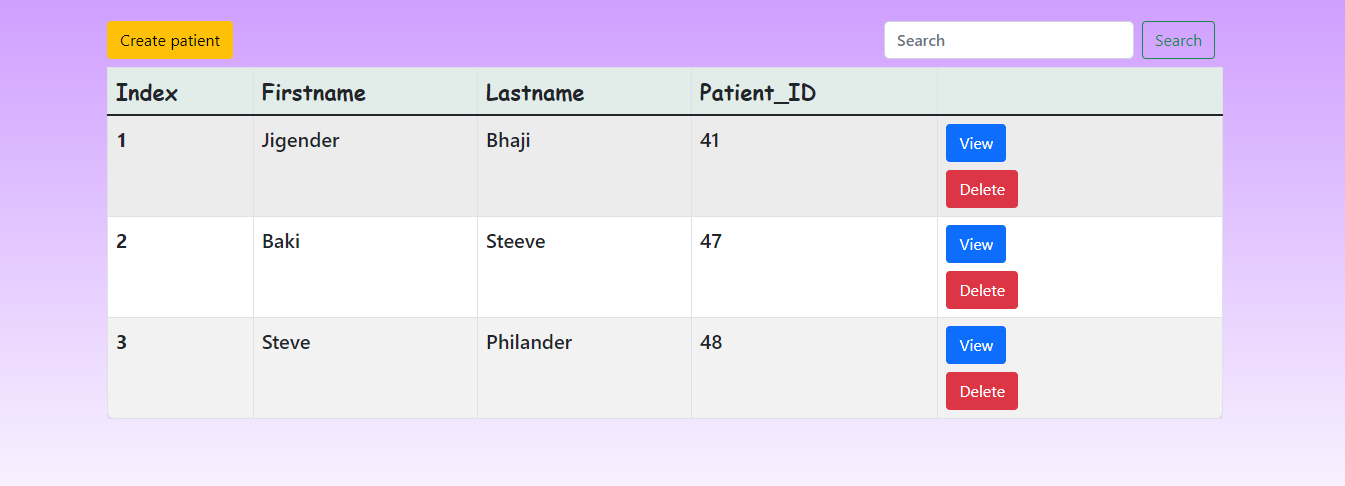 Create patient Search Search
Index Firstname Lastname Patient_ID
1 Jigender Bhaji 41 View
Delete
2 Baki Steeve 47 View
Delete
3 Steve Philander 48 View
Delete